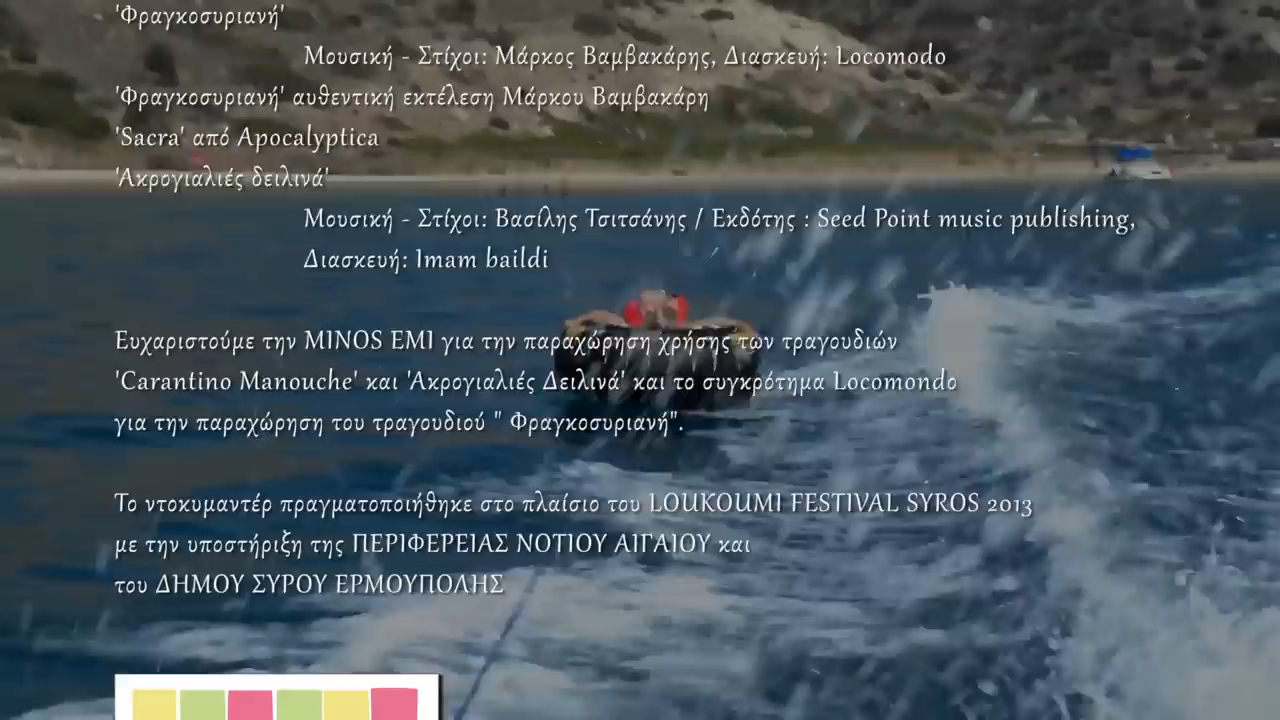 'Φραγκοσυριανή'
Μουσική - Στίχοι: Μάρκος Βαμβακάρης, Διασκευή: Locomodo
'Φραγκοσυριανή' αυθεντική εκτέλεση Μάρκου Βαμβακάρη
'Sacra' από Apocalyptica
'Ακρογιαλιές δειλινά'
Μουσική - Στίχοι: Βασίλης Τσιτσάνης / Εκδότης : Seed Point music publishing,
Διασκευή: Imam baildi
Ευχαριστούμε την MINOS EMI για την παραχώρηση χρήσης των τραγουδιών
'Carantino Manouche' και 'Ακρογιαλιές Δειλινά' και το συγκρότημα Locomondo
για την παραχώρηση του τραγουδιού " Φραγκοσυριανή".
Το ντοκυμαντέρ πραγματοποιήθηκε στο πλαίσιο του LOUKOUMI FESTIVAL SYROS 2013
με την υποστήριξη της ΠΕΡΙΦΕΡΕΙΑΣ ΝΟΤΙΟΥ ΑΙΓΑΙΟΥ και
του ΔΗΜΟΥ ΣΥΡΟΥ ΕΡΜΟΥΠΟΛΗΣ